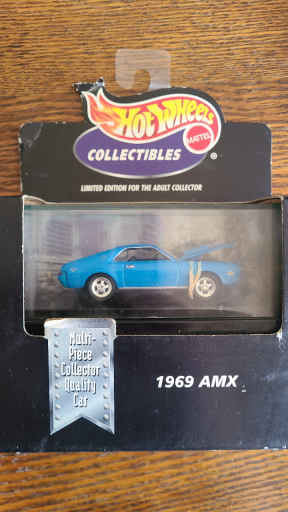 Hot Wheels
MATTEL
COLLECTIBLES ®
LIMITED EDITION FOR THE ADULT COLLECTOR
Multi-
Piece
Collector
Quality
Car
1969 AMX